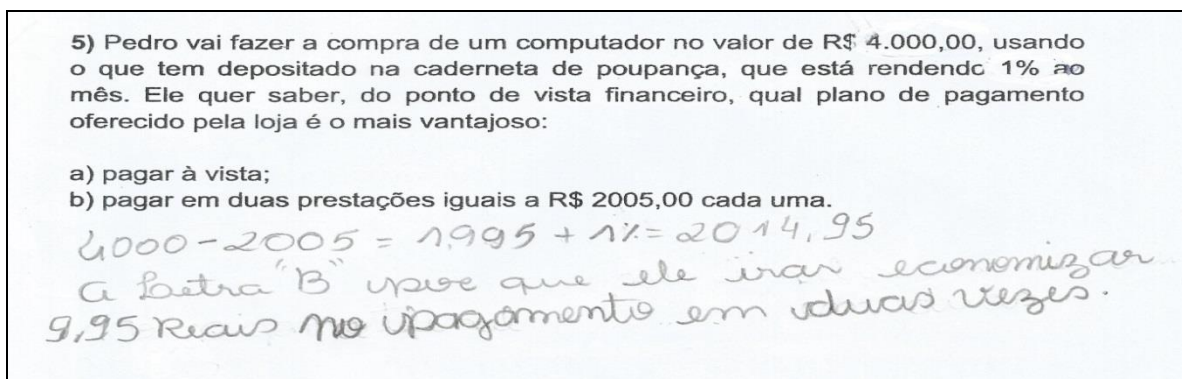 5) Pedro vai fazer a compra de um computador no valor de R$ 4.000,00, usando
o que tem depositado na caderneta de poupança, que está rendendo 1% ao
mês. Ele quer saber, do ponto de vista financeiro, qual plano de pagamento
oferecido pela loja é o mais vantajoso:
a) pagar à vista;
b) pagar em duas prestações iguais a R$ 2005,00 cada uma.
4000-2005 = 1,995 + 1% = 2014,95
a Letra "B" que ele irar economizar
9,95 Reais no pagamento em duas vezes.